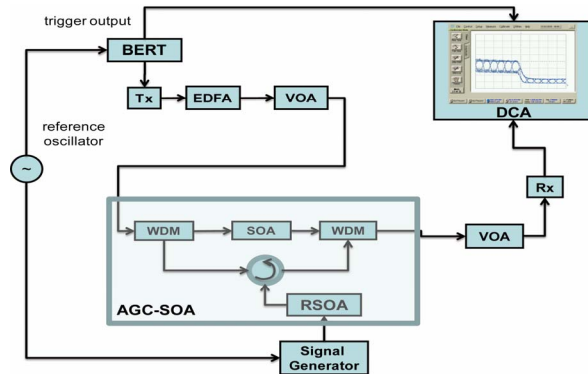 trigger output
BERT
Tx
EDFA
VOA
DCA
reference
oscillator
~
Rx
WDM
SOA
WDM
VOA
AGC-SOA
RSOA
Signal
Generator